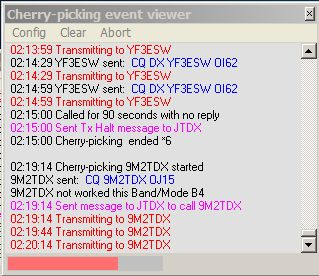 Cherry-picking event viewer
Config Clear Abort
02:13:59 Transmitting to YF3ESW
02:14:29 YF3ESW sent: CQ DX YF3ESW OI62
02:14:29 Transmitting to YF3ESW
02:14:59 YF3ESW sent: CQ DX YF3ESW OI62
02:14:59 Transmitting to YF3ESW
02:15:00 Called for 90 seconds with no reply
02:15:00 Sent Tx Halt message to JTDX
02:15:00 Cherry-picking ended *6
02:19:14 Cherry-picking 9M2TDX started
9M2TDX sent: CQ 9M2TDX OJ15
9M2TDX not worked this Band/Mode B4
02:19:14 Sent message to JTDX to call 9M2TDX
02:19:14 Transmitting to 9M2TDX
02:19:44 Transmitting to 9M2TDX
02:20:14 Transmitting to 9M2TDX